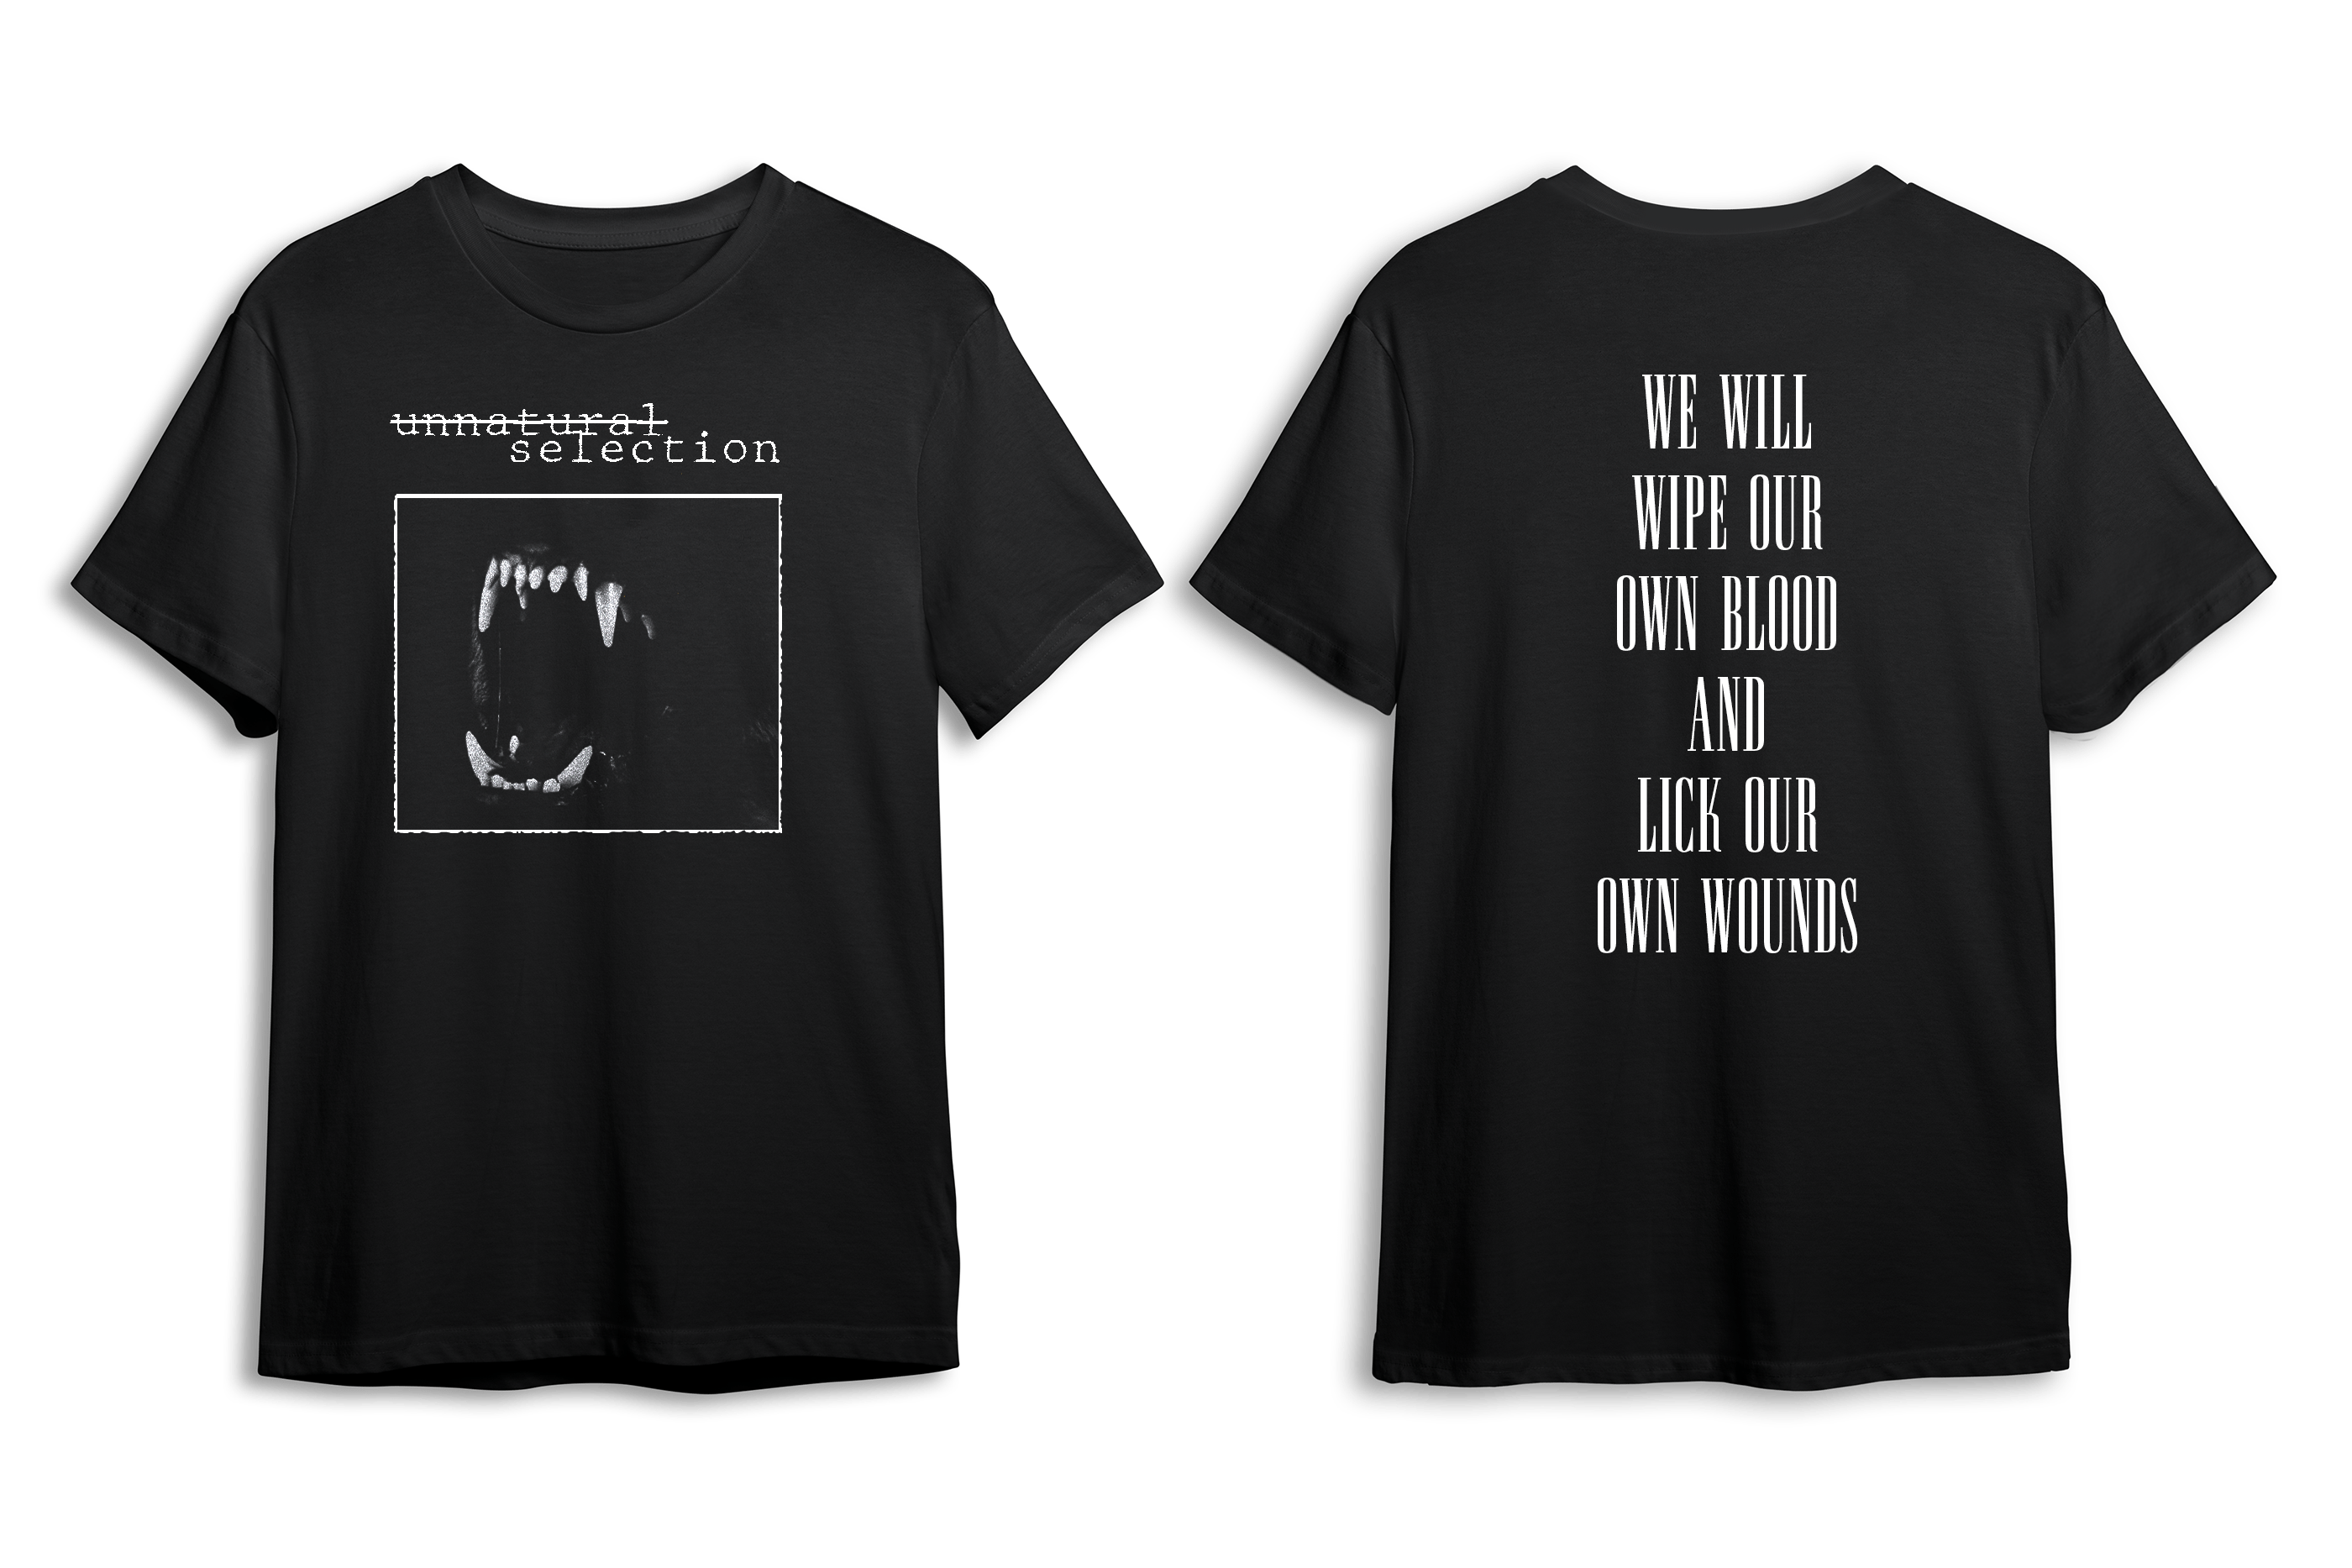 unnatural
selection
WE WILL
WIPE OUR
OWN BLOOD
AND
LICK OUR
OWN WOUNDS